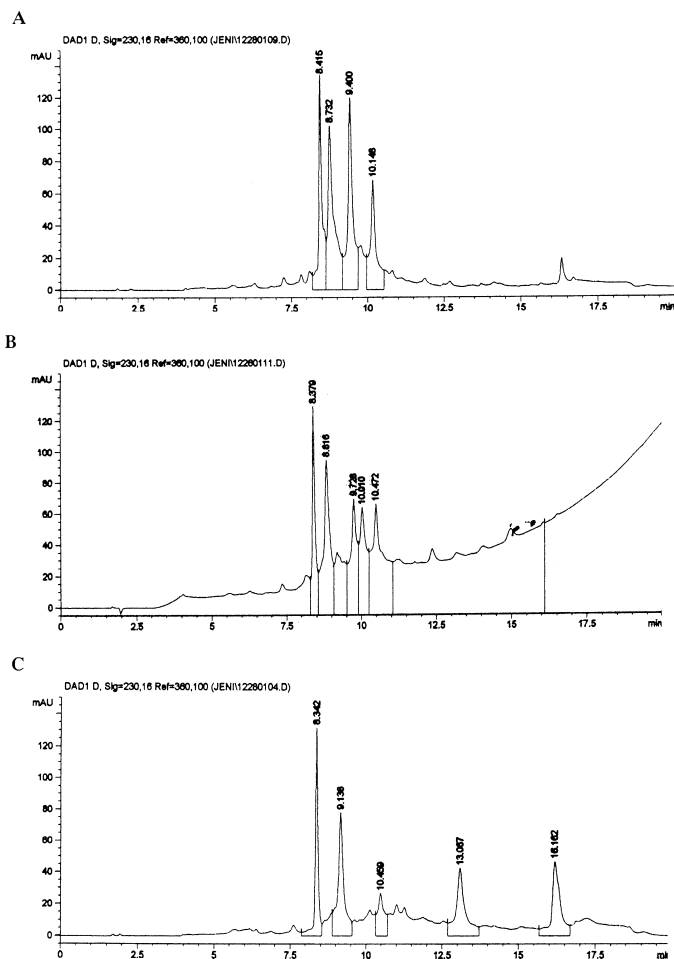 A
DAD1 D, Sig=230,16 Ref=360,100 (JENI\12280109.D)
mAU
8.415
8.732
9.400
10.146
120
100
80
60
40
20
0
0 2.5 5 7.5 10 12.5 15 17.5 min
B
DAD1 D, Sig=230,16 Ref=360,100 (JENI\12280111.D)
mAU
8.379
8.816
9.728
10.010
10.472
120
100
80
60
40
20
0
0 2.5 5 7.5 10 12.5 15 17.5 min
C
DAD1 D, Sig=230,16 Ref=360,100 (JENI\12280104.D)
mAU
8.342
9.136
10.459
13.067
16.162
120
100
80
60
40
20
0
0 2.5 5 7.5 10 12.5 15 17.5 min